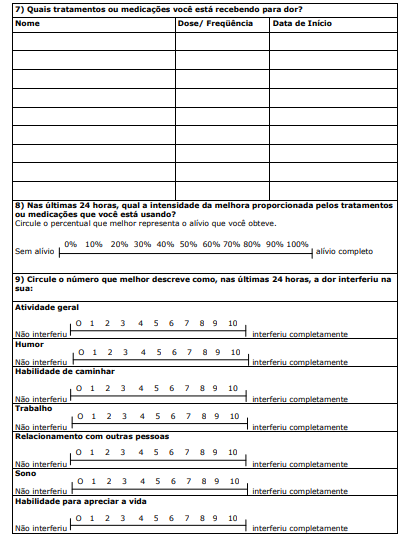 7) Quais tratamentos ou medicações você está recebendo para dor?
Nome Dose/ Freqüência Data de Início
8) Nas últimas 24 horas, qual a intensidade da melhora proporcionada pelos tratamentos
ou medicações que você está usando?
Circule o percentual que melhor representa o alívio que você obteve.
0% 10% 20% 30% 40% 50% 60% 70% 80% 90% 100%
Sem alívio alívio completo
9) Circule o número que melhor descreve como, nas últimas 24 horas, a dor interferiu na
sua:
Atividade geral
O 1 2 3 4 5 6 7 8 9 10
Não interferiu interferiu completamente
Humor
O 1 2 3 4 5 6 7 8 9 10
Não interferiu interferiu completamente
Habilidade de caminhar
O 1 2 3 4 5 6 7 8 9 10
Não interferiu interferiu completamente
Trabalho
O 1 2 3 4 5 6 7 8 9 10
Não interferiu interferiu completamente
Relacionamento com outras pessoas
O 1 2 3 4 5 6 7 8 9 10
Não interferiu interferiu completamente
Sono
O 1 2 3 4 5 6 7 8 9 10
Não interferiu interferiu completamente
Habilidade para apreciar a vida
O 1 2 3 4 5 6 7 8 9 10
Não interferiu interferiu completamente